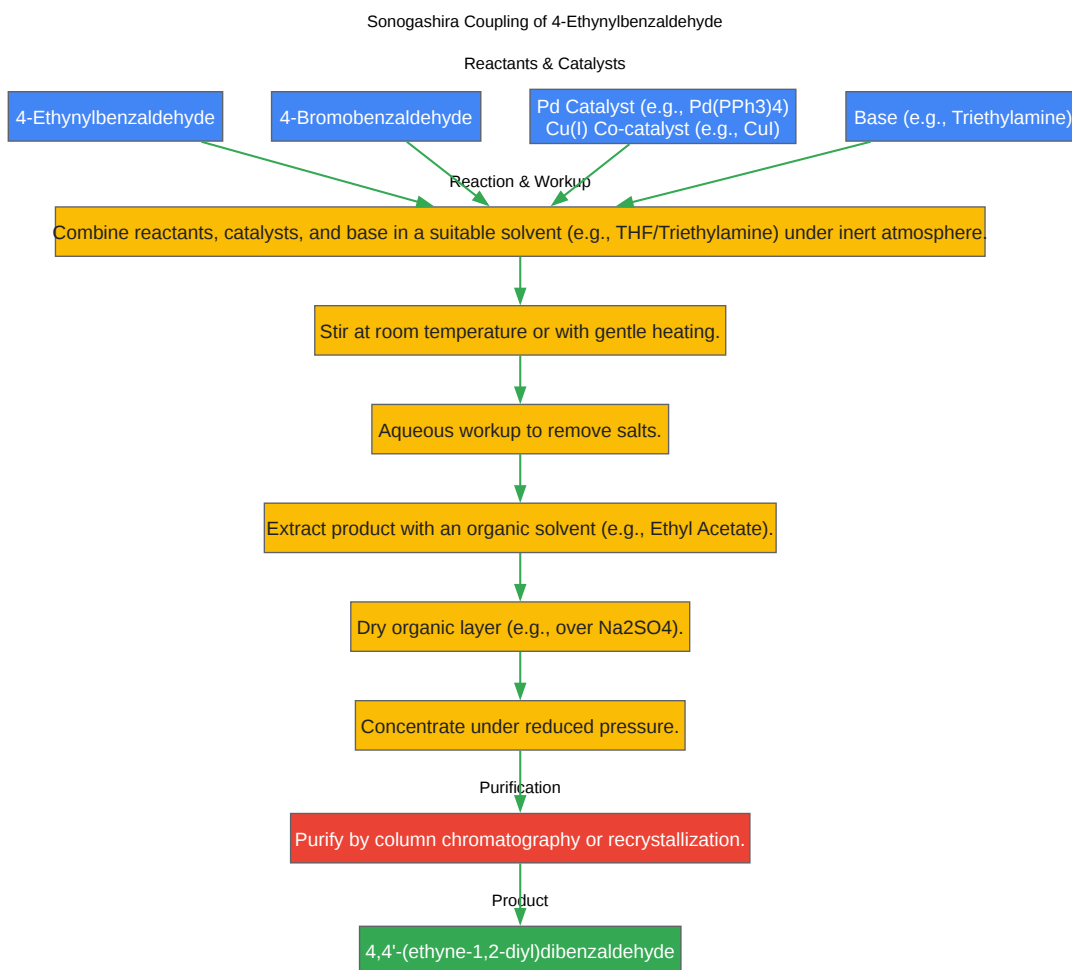 Sonogashira Coupling of 4-Ethynylbenzaldehyde
Reactants & Catalysts
4-Ethynylbenzaldehyde
4-Bromobenzaldehyde
Pd Catalyst (e.g., Pd(PPh3)4)
Cu(I) Co-catalyst (e.g., CuI)
Base (e.g., Triethylamine)
Reaction & Workup
Combine reactants, catalysts, and base in a suitable solvent (e.g., THF/Triethylamine) under inert atmosphere.
Stir at room temperature or with gentle heating.
Aqueous workup to remove salts.
Extract product with an organic solvent (e.g., Ethyl Acetate).
Dry organic layer (e.g., over Na2SO4).
Concentrate under reduced pressure.
Purification
Purify by column chromatography or recrystallization.
Product
4,4'-(ethyne-1,2-diyl)dibenzaldehyde